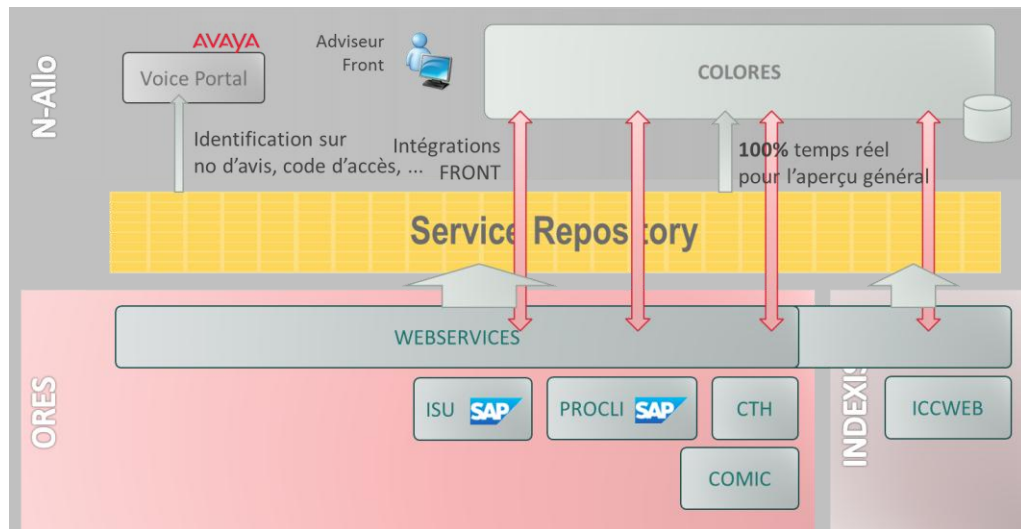 N-Allo
AVAYA
Voice Portal
Adviseur
Front
COLORES
Identification sur
no d'avis, code d'accès, ...
Intégrations
FRONT
100% temps réel
pour l'aperçu général
Service Repository
ORES
WEBSERVICES
ISU SAP
PROCLI SAP
CTH
COMIC
INDEXIS
ICCWEB